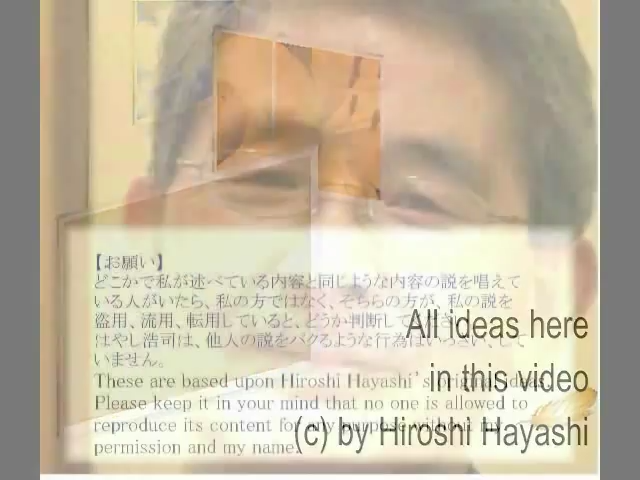 【お願い】
どこかで私が述べている内容と同じような内容の説を唱えて
いる人がいたら、私の方ではなく、そちらの方が、私の説を
盗用、流用、転用していると、どうか判断して
はやし浩司は、他人の説をパクるような行為はいっさい、して
いません。
These are based upon Hiroshi Hayashi's original ideas.
Please keep it in your mind that no one is allowed to
reproduce its content for any purpose without my
permission and my name.
All ideas here
in this video
(c) by Hiroshi Hayashi